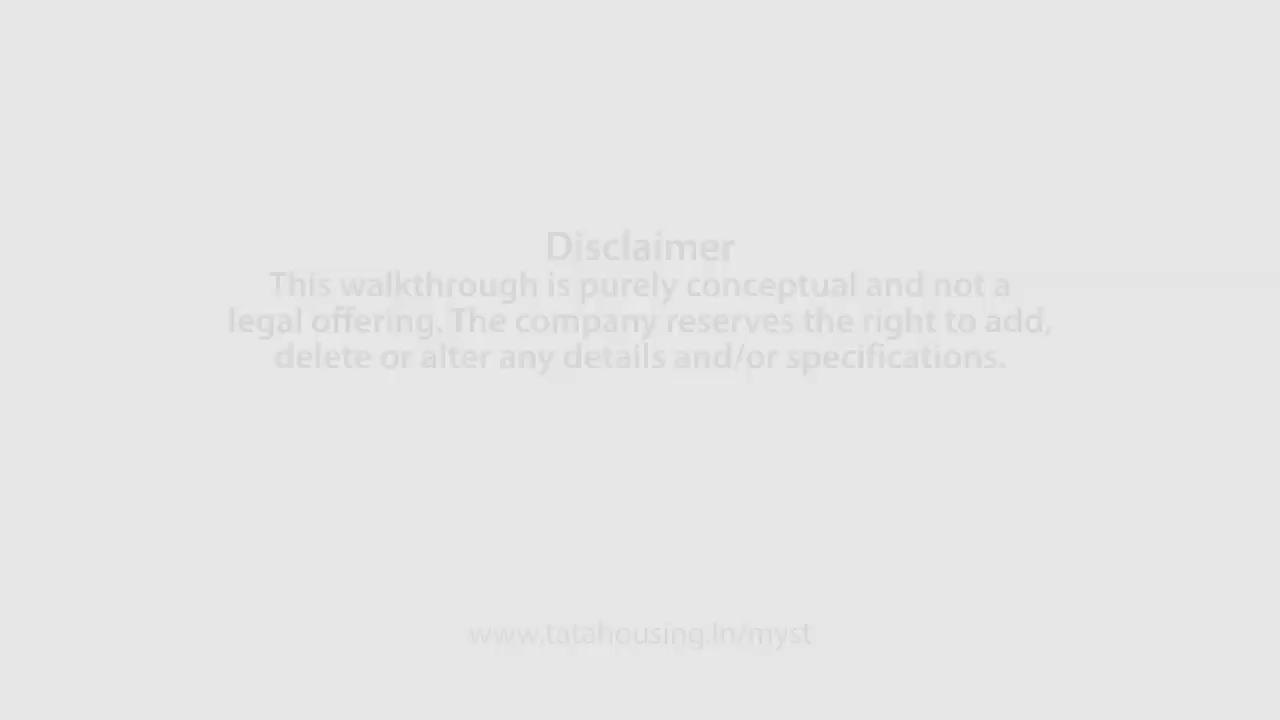 Disclaimer
This walkthrough is purely conceptual and not a
legal offering. The company reserves the right to add,
delete or alter any details and/or specifications.
www.tatahousing.in/myst